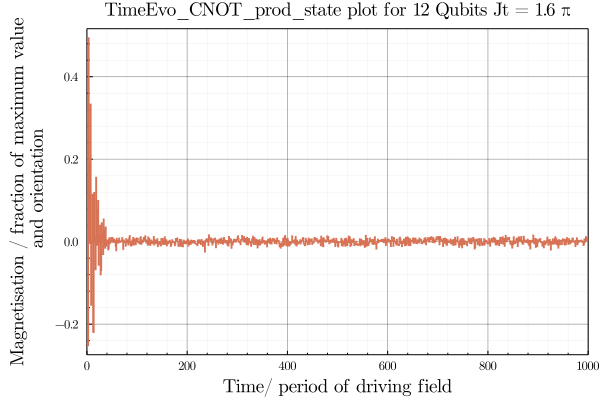 TimeEvo_CNOT_prod_state plot for 12 Qubits Jt = 1.6 π
Magnetisation / fraction of maximum value
and orientation
0.4
0.2
0.0
−0.2
0
200
400
600
800
1000
Time/ period of driving field